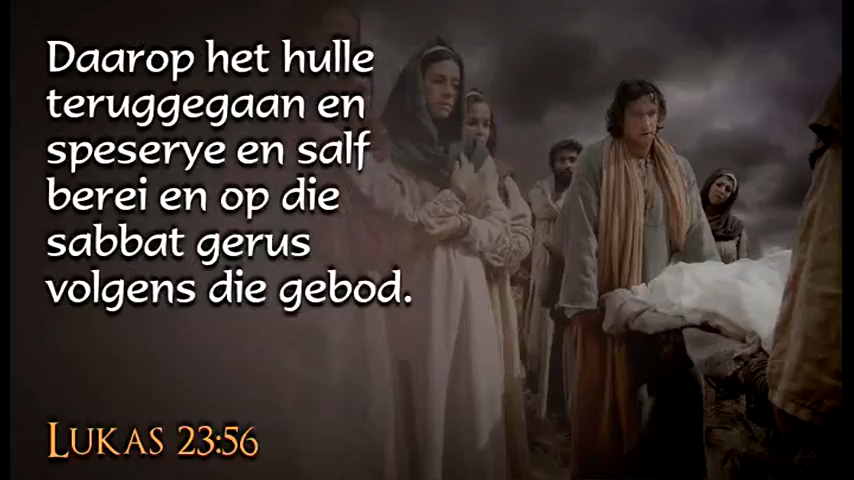 Daarop het hulle
teruggegaan en
speserye en salf
berei en op die
sabbat gerus
volgens die gebod.
LUKAS 23:56